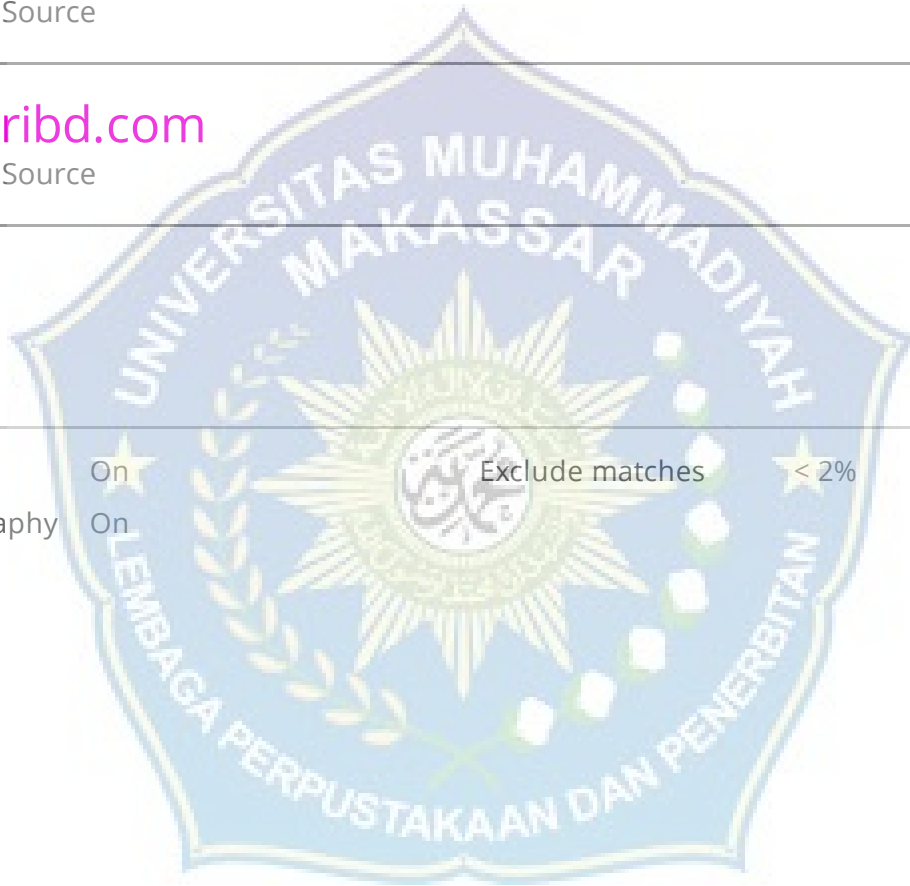 Source
ribd.com
Source
UNIVERSITAS MUHAMMADIYAH
MAKASSAR
On
Exclude matches < 2%
aphy On
LEMBAGA PERPUSTAKAAN DAN PENERBITAN